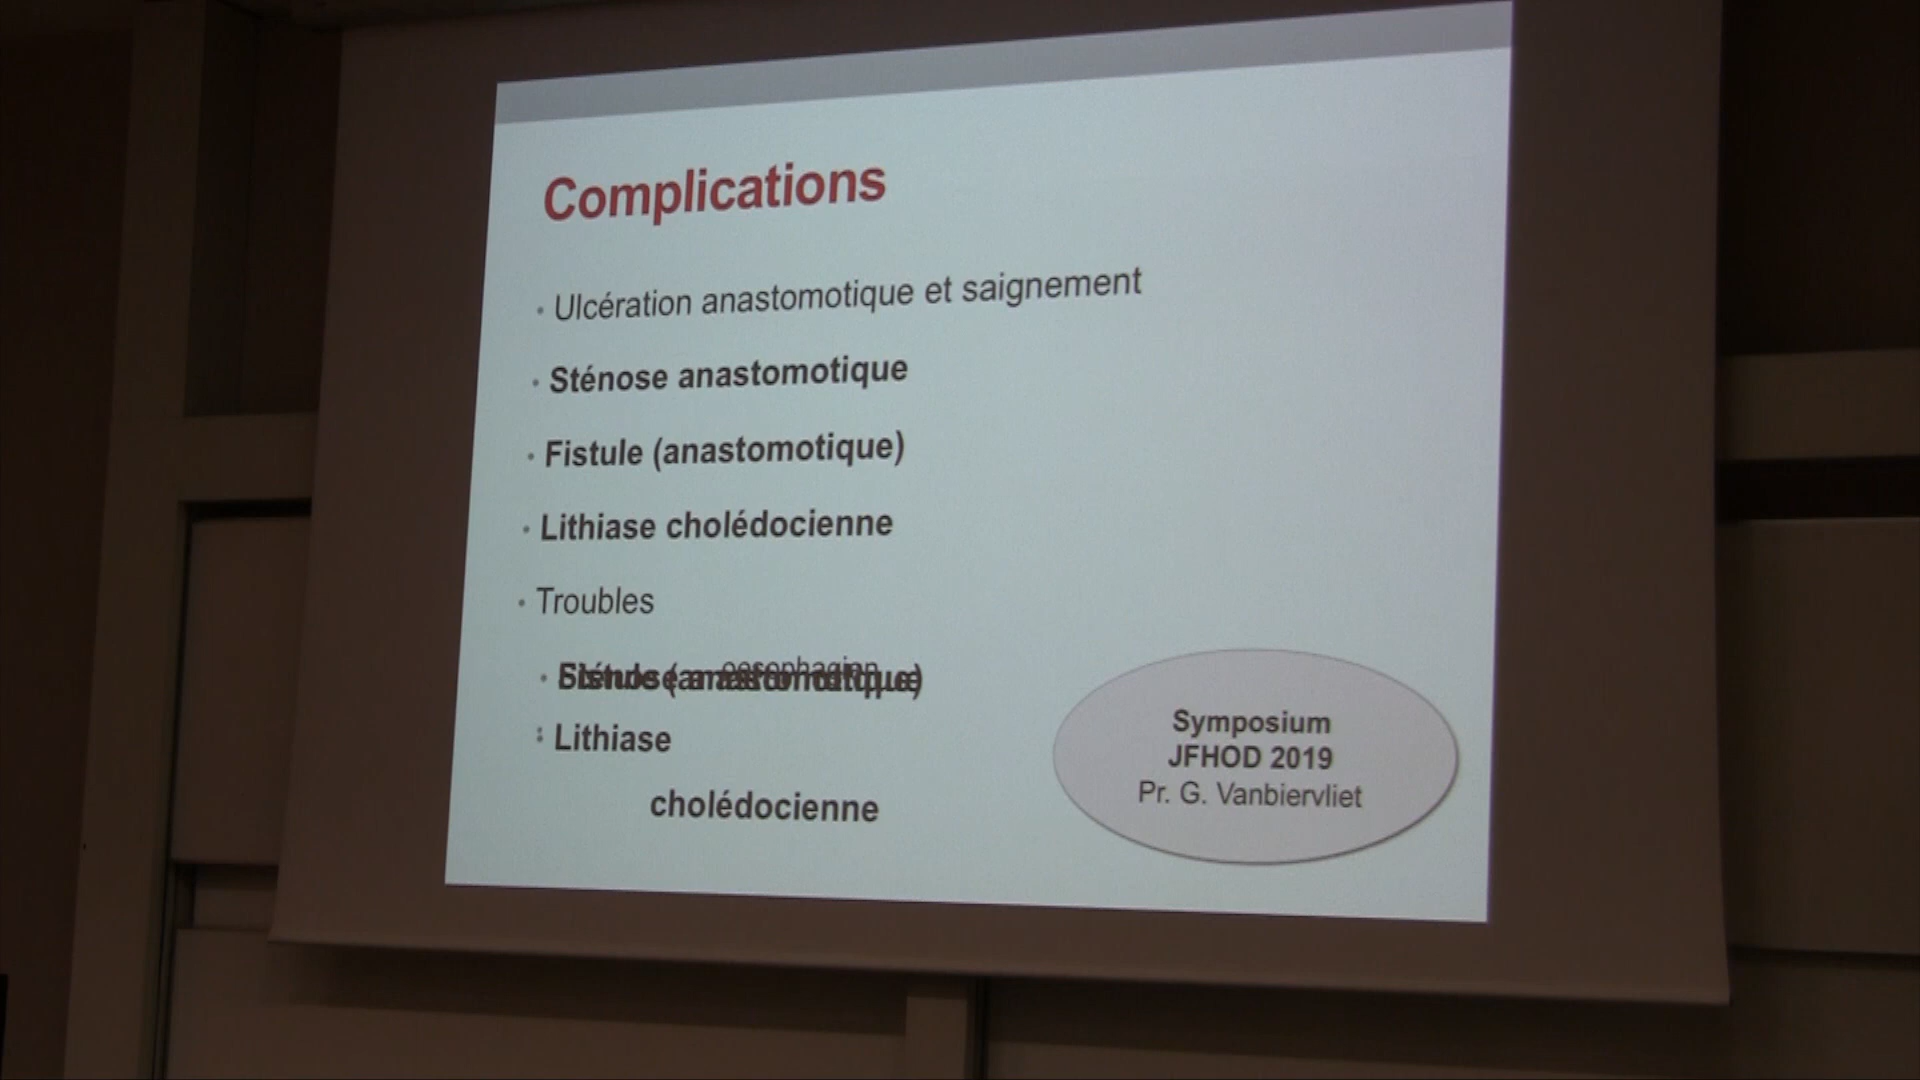 Complications
• Ulcération anastomotique et saignement
• Sténose anastomotique
• Fistule (anastomotique)
• Lithiase cholédocienne
• Troubles
• Lithiase
cholédocienne
Symposium
JFHOD 2019
Pr. G. Vanbiervliet